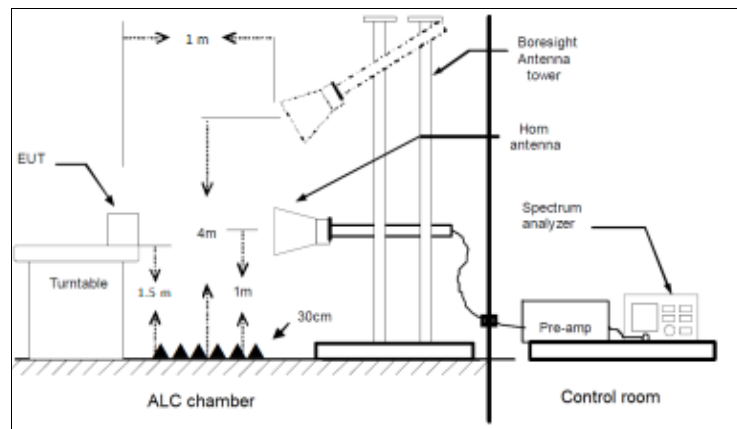 1 m
Boresight
Antenna
tower
EUT
Horn
antenna
4m
Spectrum
analyzer
Turntable
1.5 m
1m
30cm
Pre-amp
ALC chamber
Control room